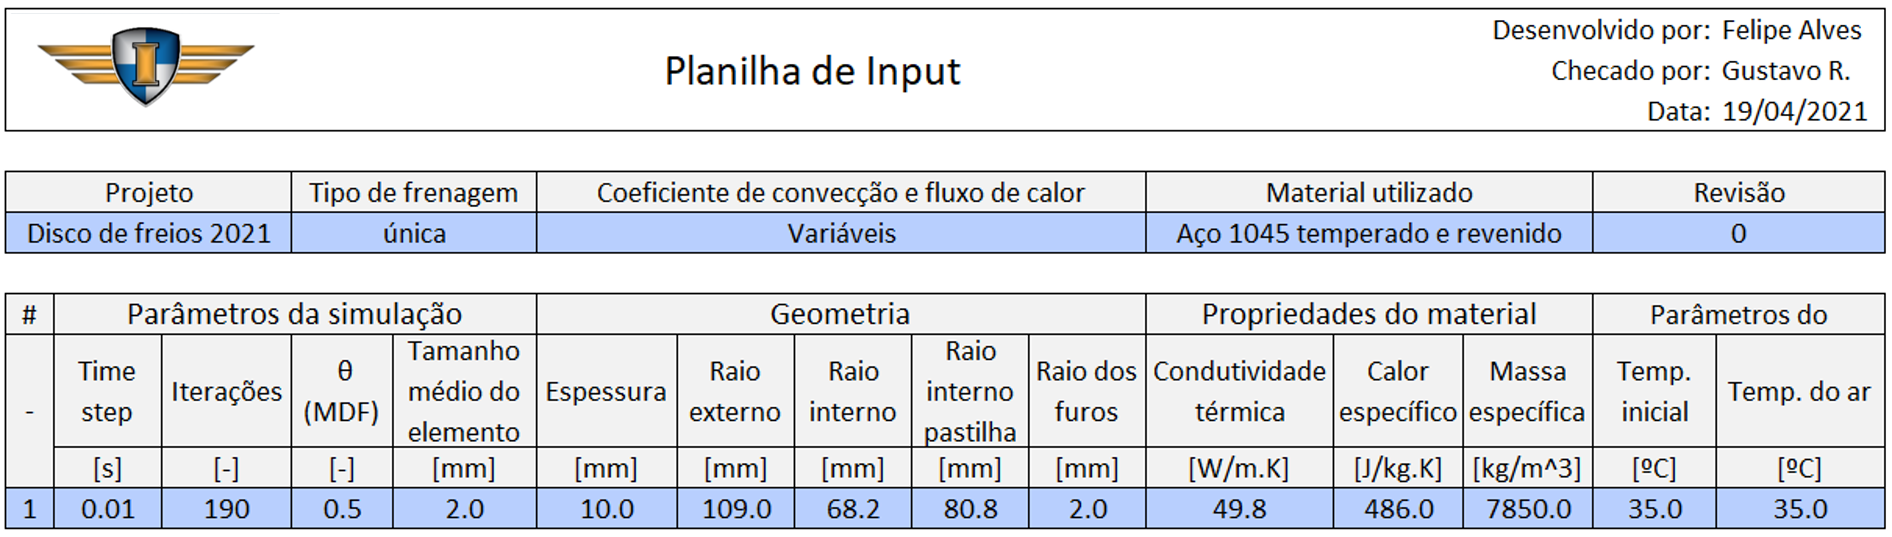 Planilha de Input
Desenvolvido por: Felipe Alves
Checado por: Gustavo R.
Data: 19/04/2021
Projeto Tipo de frenagem Coeficiente de convecção e fluxo de calor Material utilizado Revisão
Disco de freios 2021 única Variáveis Aço 1045 temperado e revenido 0
# Parâmetros da simulação Geometria Propriedades do material Parâmetros do
-
Time
step
Iterações
θ
(MDF)
Tamanho
médio do
elemento
Espessura
Raio
externo
Raio
interno
Raio
interno
pastilha
Raio dos
furos
Condutividade
térmica
Calor
específico
Massa
específica
Temp.
inicial
Temp. do ar
[s] [-] [-] [mm] [mm] [mm] [mm] [mm] [mm] [W/m.K] [J/kg.K] [kg/m^3] [ºC] [ºC]
1 0.01 190 0.5 2.0 10.0 109.0 68.2 80.8 2.0 49.8 486.0 7850.0 35.0 35.0